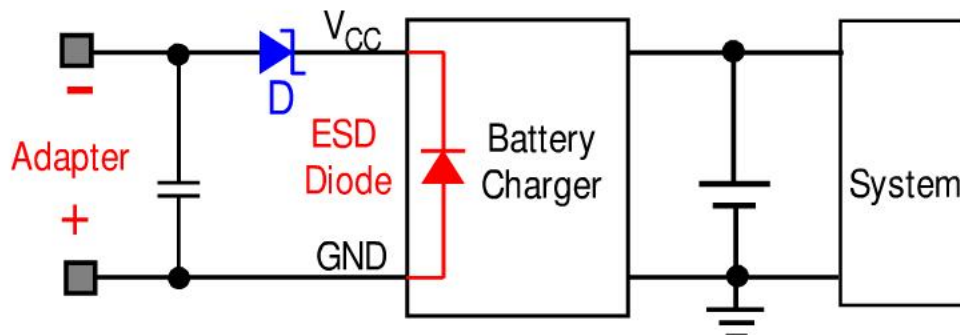 VCC
-
D
Adapter
ESD
Diode
Battery
Charger
System
+
GND